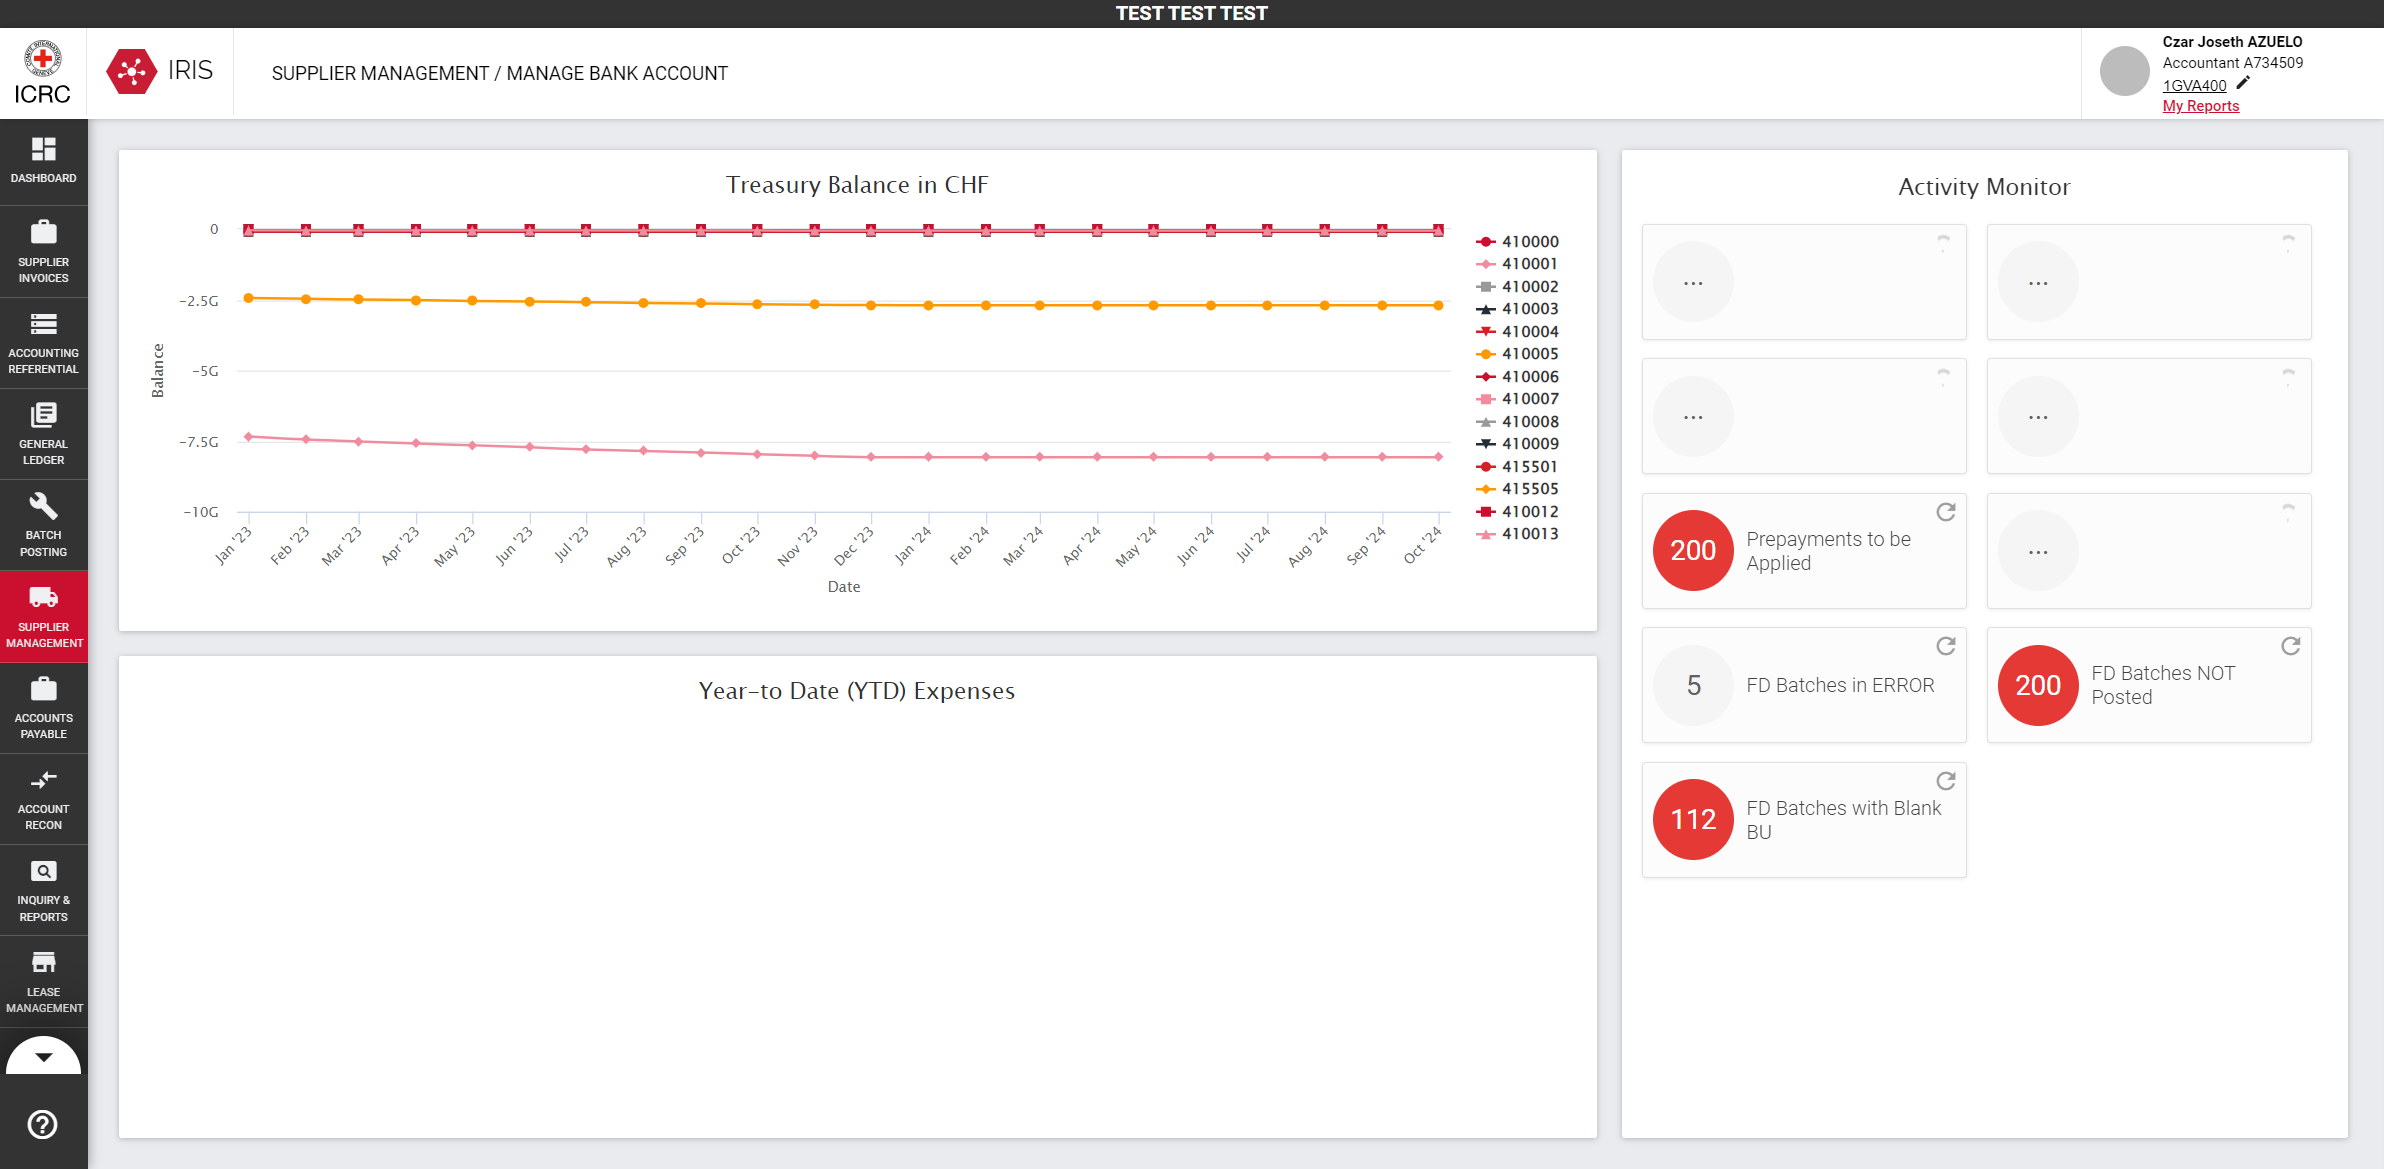 TEST TEST TEST
ICRC
IRIS
SUPPLIER MANAGEMENT / MANAGE BANK ACCOUNT
Czar Joseth AZUELO
Accountant A734509
1GVA400
My Reports
DASHBOARD
SUPPLIER
INVOICES
ACCOUNTING
REFERENTIAL
GENERAL
LEDGER
BATCH
POSTING
SUPPLIER
MANAGEMENT
ACCOUNTS
PAYABLE
ACCOUNT
RECON
INQUIRY &
REPORTS
LEASE
MANAGEMENT
Treasury Balance in CHF
Balance
0
−2.5G
−5G
−7.5G
−10G
Jan '23
Feb '23
Mar '23
Apr '23
May '23
Jun '23
Jul '23
Aug '23
Sep '23
Oct '23
Nov '23
Dec '23
Jan '24
Feb '24
Mar '24
Apr '24
May '24
Jun '24
Jul '24
Aug '24
Sep '24
Oct '24
Date
410000
410001
410002
410003
410004
410005
410006
410007
410008
410009
415501
415505
410012
410013
Year-to Date (YTD) Expenses
Activity Monitor
...
...
...
...
200
Prepayments to be
Applied
...
5
FD Batches in ERROR
200
FD Batches NOT
Posted
112
FD Batches with Blank
BU